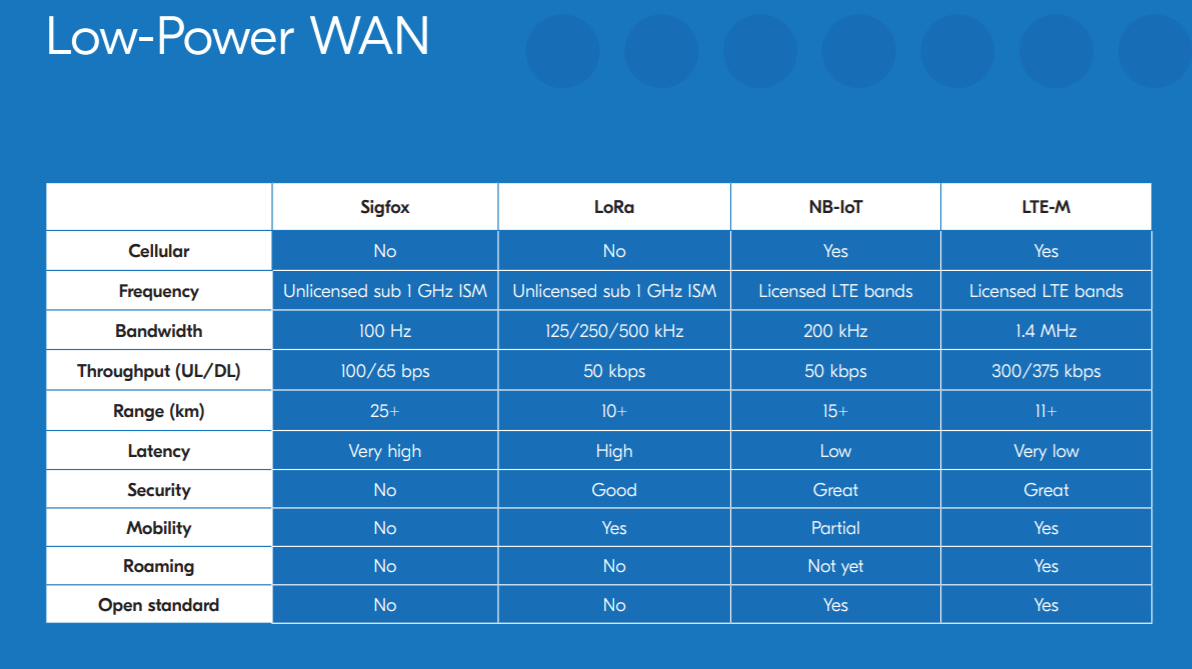 Low-Power WAN
Sigfox LoRa NB-IoT LTE-M
Cellular No No Yes Yes
Frequency Unlicensed sub 1 GHz ISM Unlicensed sub 1 GHz ISM Licensed LTE bands Licensed LTE bands
Bandwidth 100 Hz 125/250/500 kHz 200 kHz 1.4 MHz
Throughput (UL/DL) 100/65 bps 50 kbps 50 kbps 300/375 kbps
Range (km) 25+ 10+ 15+ 11+
Latency Very high High Low Very low
Security No Good Great Great
Mobility No Yes Partial Yes
Roaming No No Not yet Yes
Open standard No No Yes Yes